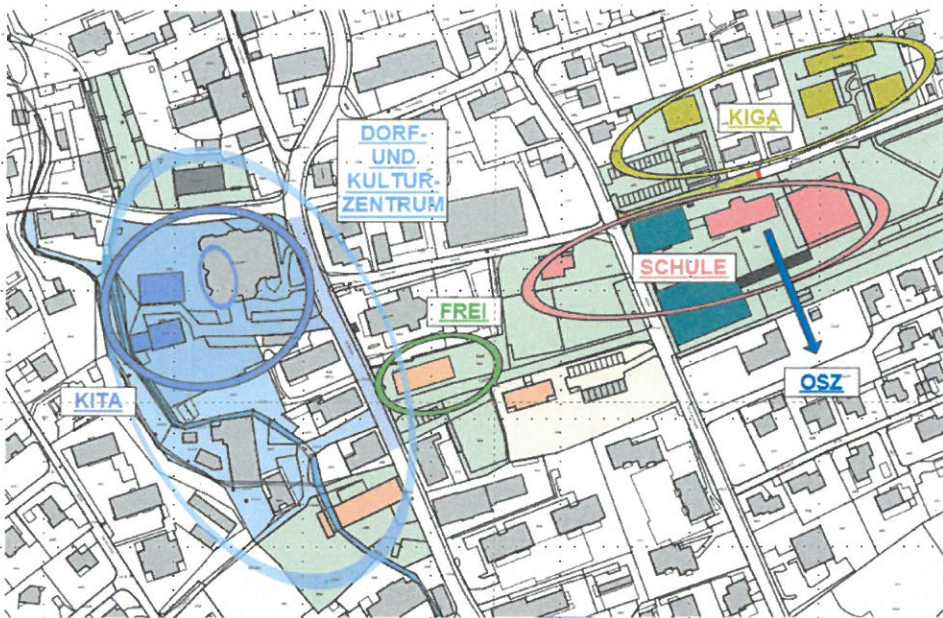 DORF-
UND
KULTUR-
ZENTRUM
KIGA
SCHULE
FREI
OSZ
KITA